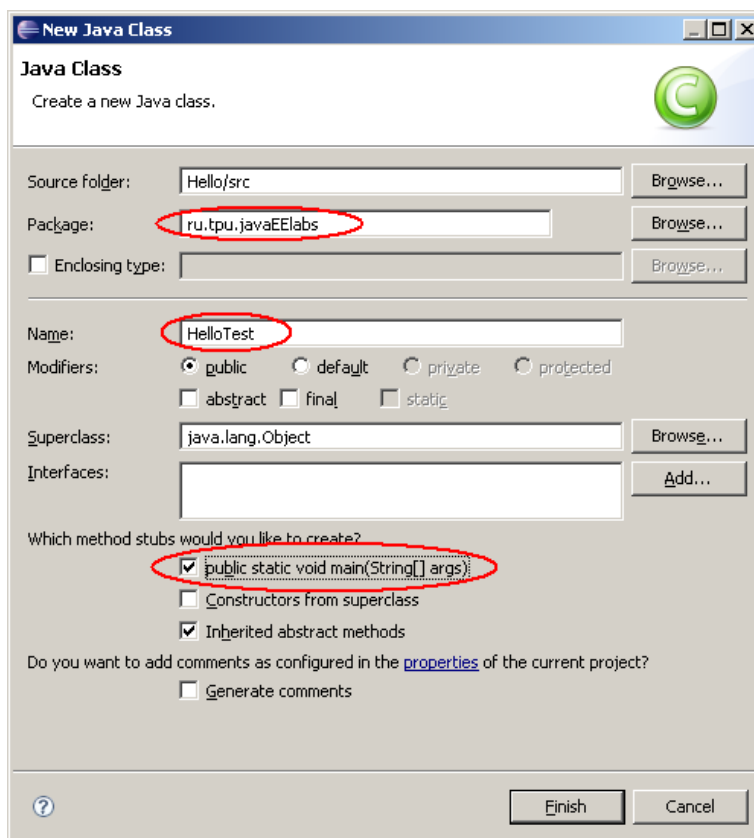 New Java Class
Java Class
Create a new Java class.
C
Source folder: Hello/src Browse...
Package: ru.tpu.javaEElabs Browse...
Enclosing type: Browse...
Name: HelloTest
Modifiers: public default private protected
abstract final static
Superclass: java.lang.Object Browse...
Interfaces: Add...
Which method stubs would you like to create?
public static void main(String[] args)
Constructors from superclass
Inherited abstract methods
Do you want to add comments as configured in the properties of the current project?
Generate comments
? Finish Cancel